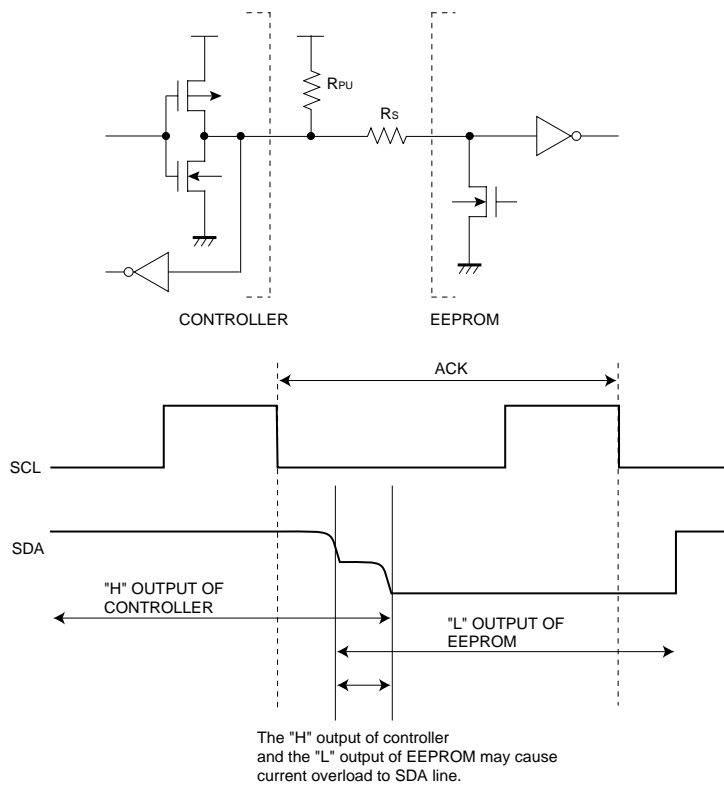 RPU
RS
CONTROLLER
EEPROM
ACK
SCL
SDA
"H" OUTPUT OF
CONTROLLER
"L" OUTPUT OF
EEPROM
The "H" output of controller
and the "L" output of EEPROM may cause
current overload to SDA line.